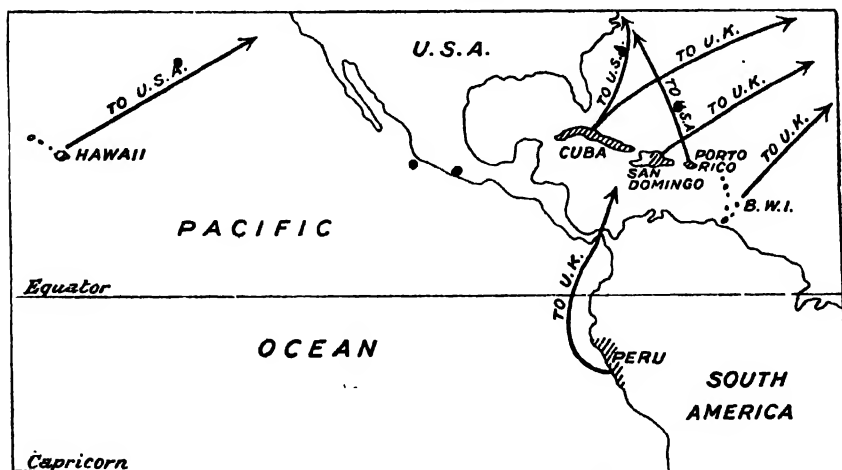 U.S.A.
TO U.S.A.
TO U.S.A.
TO U.K.
TO U.S.A
TO U.K.
TO U.K.
HAWAII
CUBA
SAN
DOMINGO
PORTO
RICO
B.W.I.
PACIFIC
TO U.K.
Equator
OCEAN
PERU
SOUTH
AMERICA
Capricorn